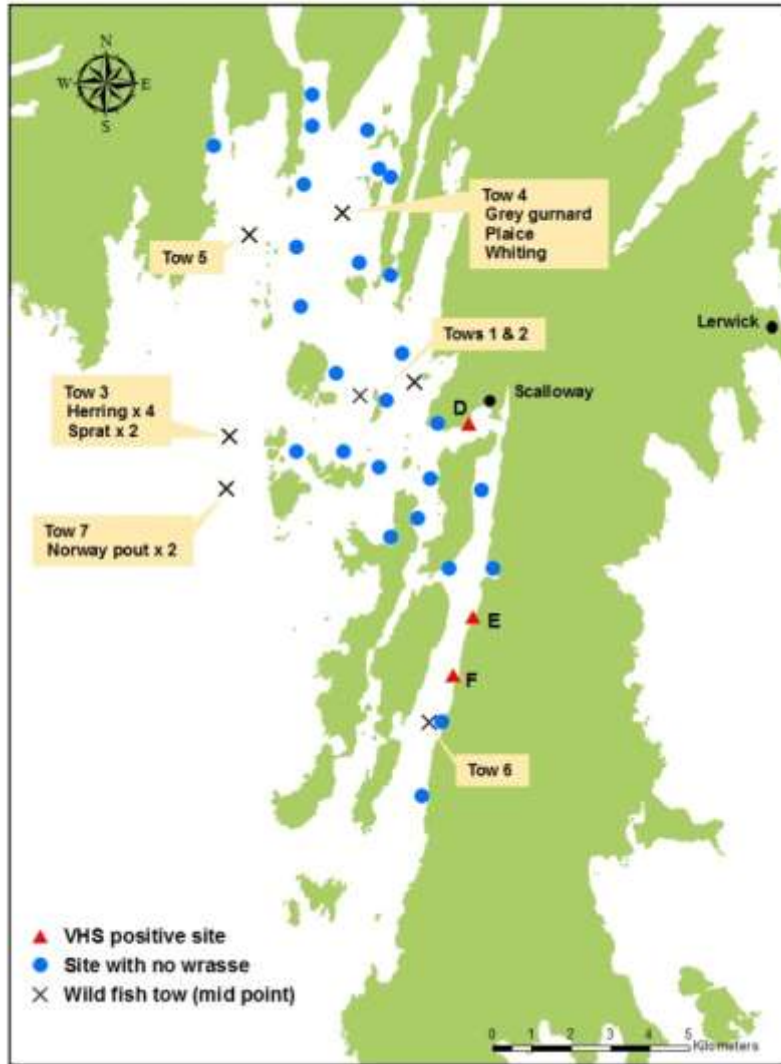 N
W E
S
Tow 4
Grey gurnard
Plaice
Whiting
Tow 5
Lerwick
Tows 1 & 2
Tow 3
Herring x 4
Sprat x 2
Scalloway
D
Tow 7
Norway pout x 2
E
F
Tow 6
VHS positive site
Site with no wrasse
Wild fish tow (mid point)
0 1 2 3 4 5
Kilometers